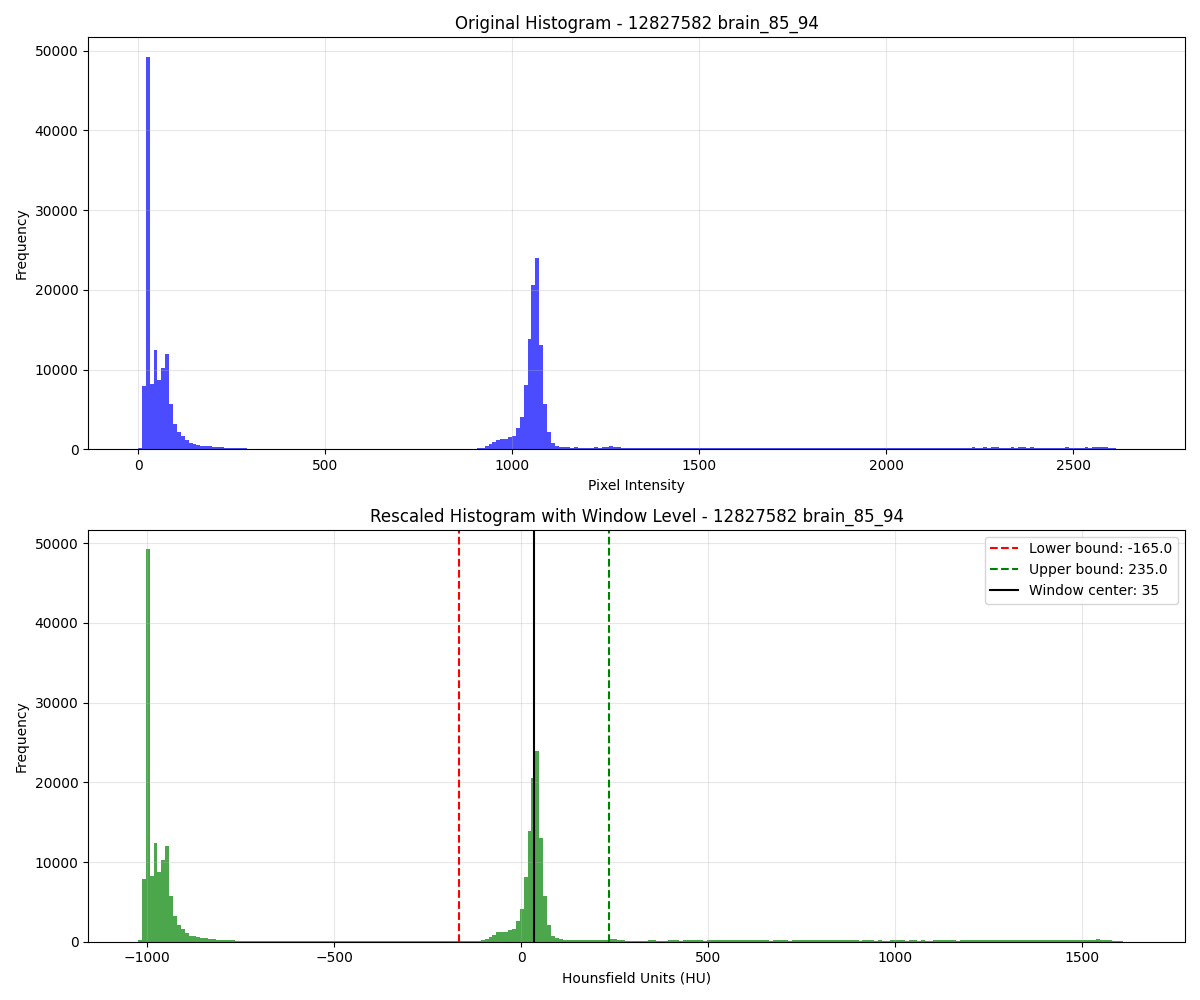 Original Histogram - 12827582 brain_85_94
Frequency
50000
40000
30000
20000
10000
0
0 500 1000 1500 2000 2500
Pixel Intensity
Rescaled Histogram with Window Level - 12827582 brain_85_94
Frequency
50000
40000
30000
20000
10000
0
Lower bound: -165.0
Upper bound: 235.0
Window center: 35
−1000 −500 0 500 1000 1500
Hounsfield Units (HU)